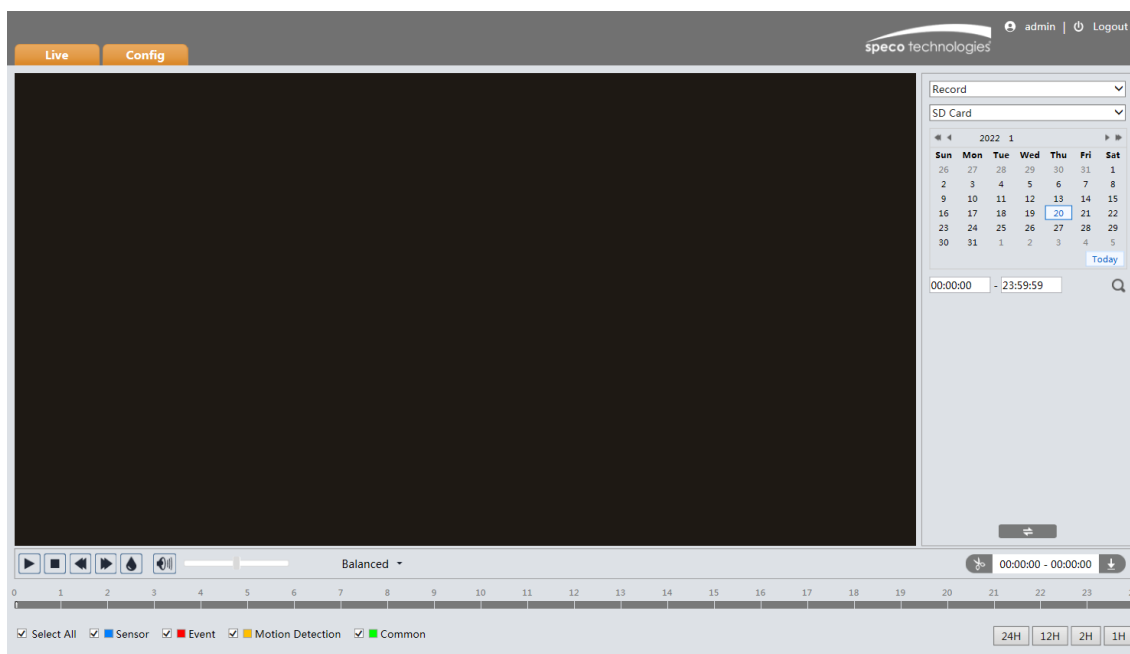 admin | Logout
speco technologies
Live Config
Record
SD Card
2022 1
Sun Mon Tue Wed Thu Fri Sat
26 27 28 29 30 31 1
2 3 4 5 6 7 8
9 10 11 12 13 14 15
16 17 18 19 20 21 22
23 24 25 26 27 28 29
30 31 1 2 3 4 5
Today
00:00:00 - 23:59:59
Balanced
00:00:00 - 00:00:00
0 1 2 3 4 5 6 7 8 9 10 11 12 13 14 15 16 17 18 19 20 21 22 23
Select All Sensor Event Motion Detection Common
24H 12H 2H 1H